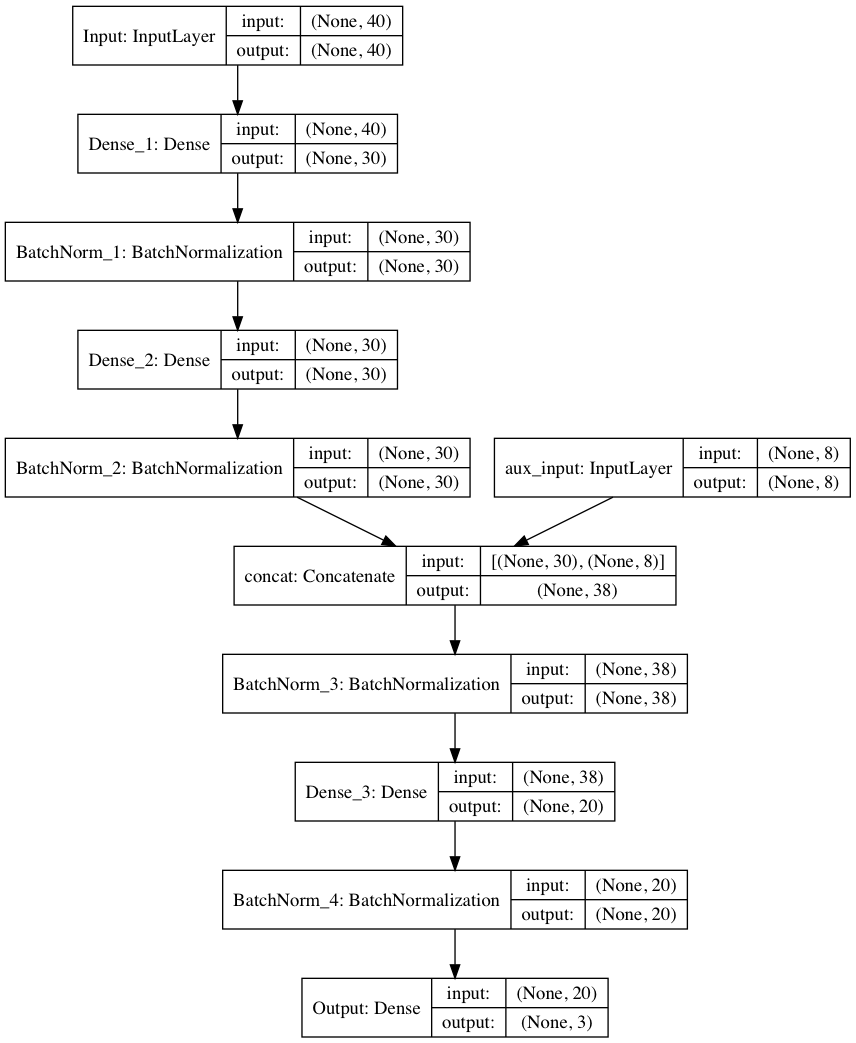 Input: InputLayer
input: (None, 40)
output: (None, 40)
Dense_1: Dense
input: (None, 40)
output: (None, 30)
BatchNorm_1: BatchNormalization
input: (None, 30)
output: (None, 30)
Dense_2: Dense
input: (None, 30)
output: (None, 30)
BatchNorm_2: BatchNormalization
input: (None, 30)
output: (None, 30)
aux_input: InputLayer
input: (None, 8)
output: (None, 8)
concat: Concatenate
input: [(None, 30), (None, 8)]
output: (None, 38)
BatchNorm_3: BatchNormalization
input: (None, 38)
output: (None, 38)
Dense_3: Dense
input: (None, 38)
output: (None, 20)
BatchNorm_4: BatchNormalization
input: (None, 20)
output: (None, 20)
Output: Dense
input: (None, 20)
output: (None, 3)